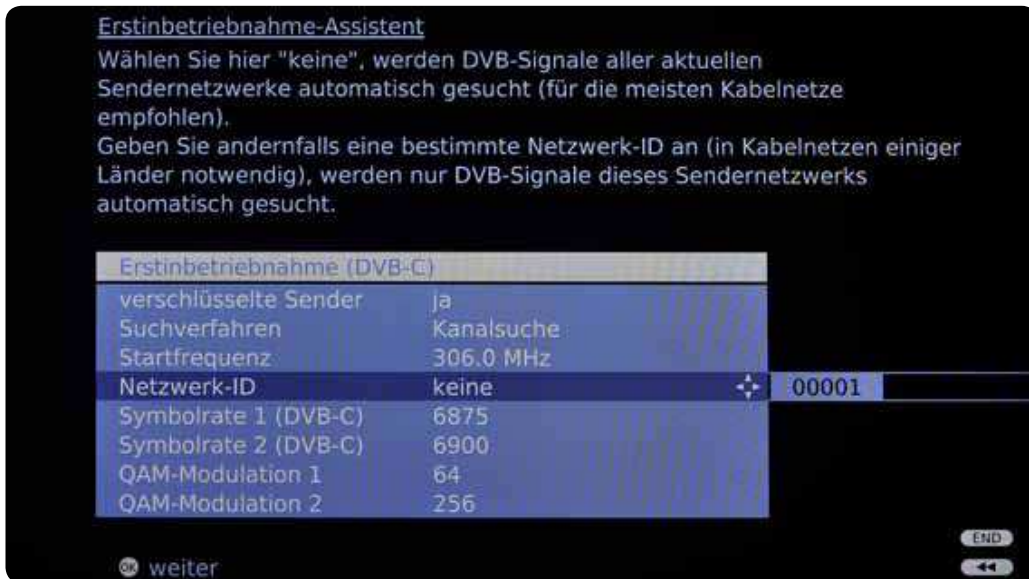 Erstinbetriebnahme-Assistent
Wählen Sie hier "keine", werden DVB-Signale aller aktuellen
Sendernetzwerke automatisch gesucht (für die meisten Kabelnetze
empfohlen).
Geben Sie andernfalls eine bestimmte Netzwerk-ID an (in Kabelnetzen einiger
Länder notwendig), werden nur DVB-Signale dieses Sendernetzwerks
automatisch gesucht.
Erstinbetriebnahme (DVB-C)
verschlüsselte Sender ja
Suchverfahren Kanalsuche
Startfrequenz 306.0 MHz
Netzwerk-ID keine 00001
Symbolrate 1 (DVB-C) 6875
Symbolrate 2 (DVB-C) 6900
QAM-Modulation 1 64
QAM-Modulation 2 256
END
OK weiter